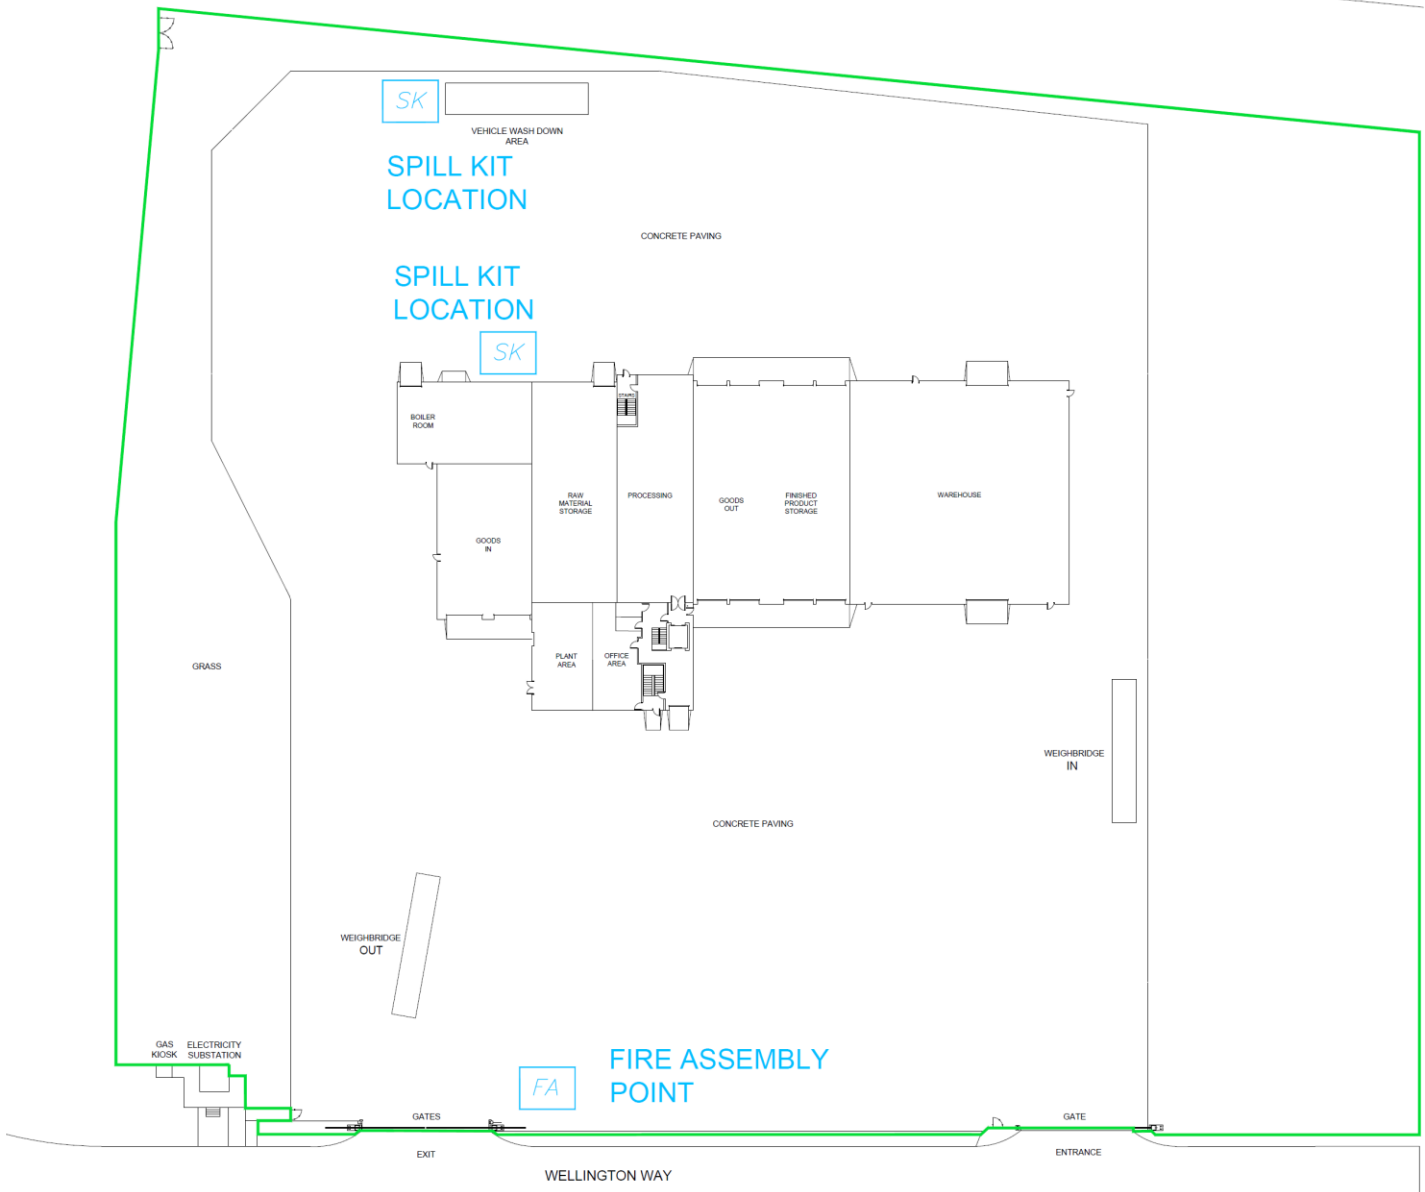 SK
VEHICLE WASH DOWN
AREA
SPILL KIT
LOCATION
CONCRETE PAVING
SPILL KIT
LOCATION
SK
STAIRS
BOILER
ROOM
RAW
MATERIAL
STORAGE
PROCESSING
GOODS
OUT
FINISHED
PRODUCT
STORAGE
WAREHOUSE
GOODS
IN
GRASS
PLANT
AREA
OFFICE
AREA
WEIGHBRIDGE
IN
CONCRETE PAVING
WEIGHBRIDGE
OUT
GAS
KIOSK
ELECTRICITY
SUBSTATION
FA
FIRE ASSEMBLY
POINT
GATES
GATE
EXIT
ENTRANCE
WELLINGTON WAY